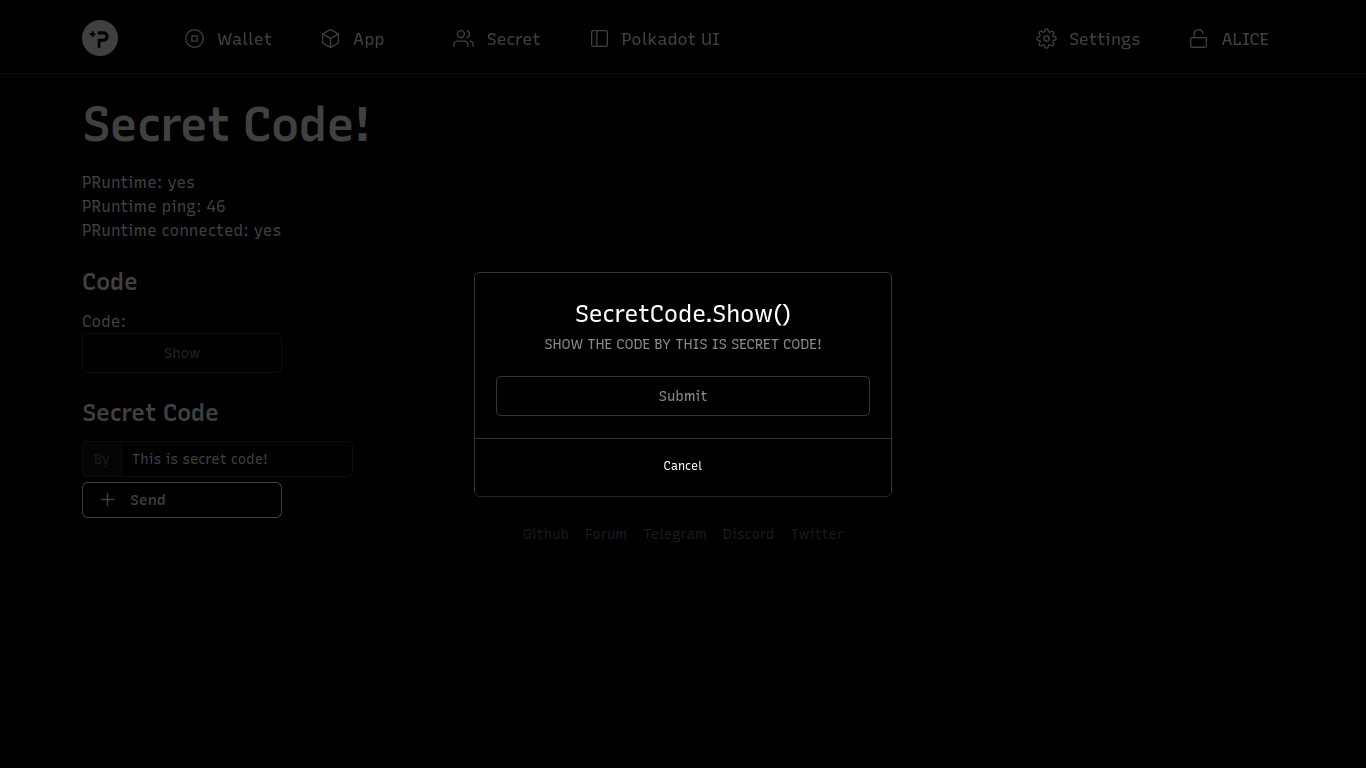 Wallet App Secret Polkadot UI Settings ALICE
Secret Code!
PRuntime: yes
PRuntime ping: 46
PRuntime connected: yes
Code
Code:
Show
Secret Code
By This is secret code!
Send
SecretCode.Show()
SHOW THE CODE BY THIS IS SECRET CODE!
Submit
Cancel
Github Forum Telegram Discord Twitter